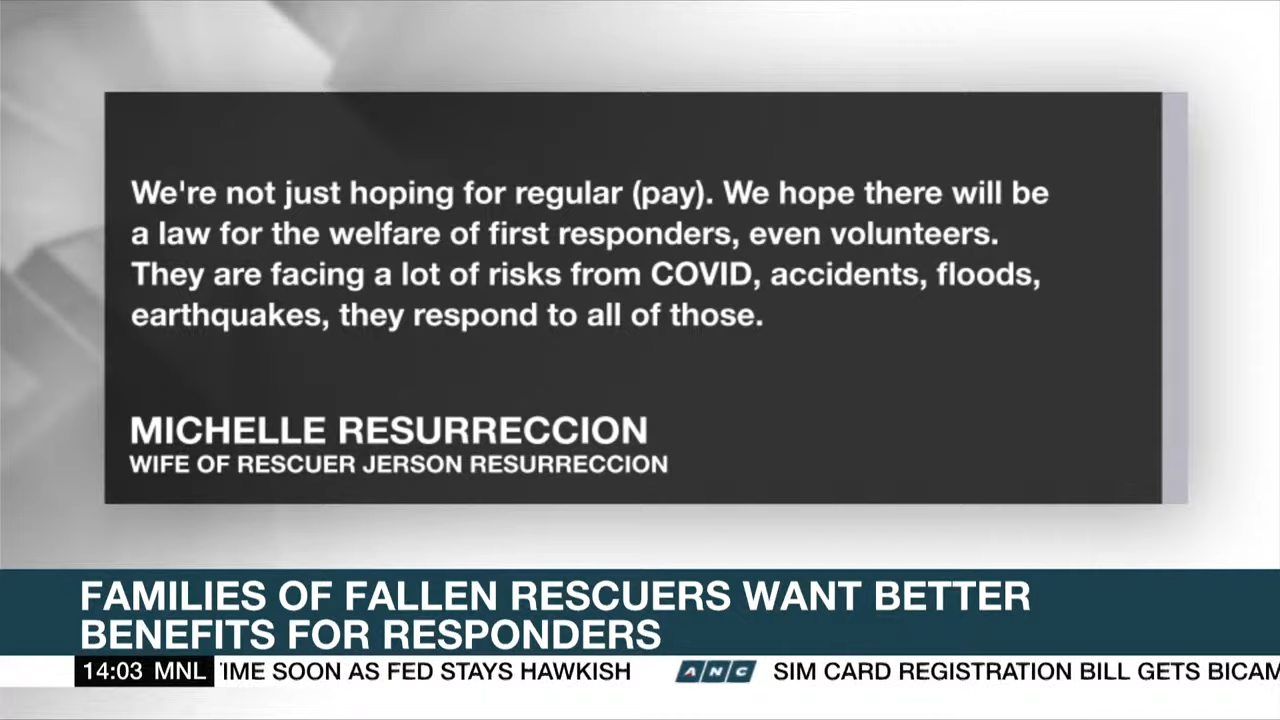 We're not just hoping for regular (pay). We hope there will be
a law for the welfare of first responders, even volunteers.
They are facing a lot of risks from COVID, accidents, floods,
earthquakes, they respond to all of those.
MICHELLE RESURRECCION
WIFE OF RESCUER JERSON RESURRECCION
FAMILIES OF FALLEN RESCUERS WANT BETTER
BENEFITS FOR RESPONDERS
14:03 MNL IME SOON AS FED STAYS HAWKISH ANC SIM CARD REGISTRATION BILL GETS BICAM